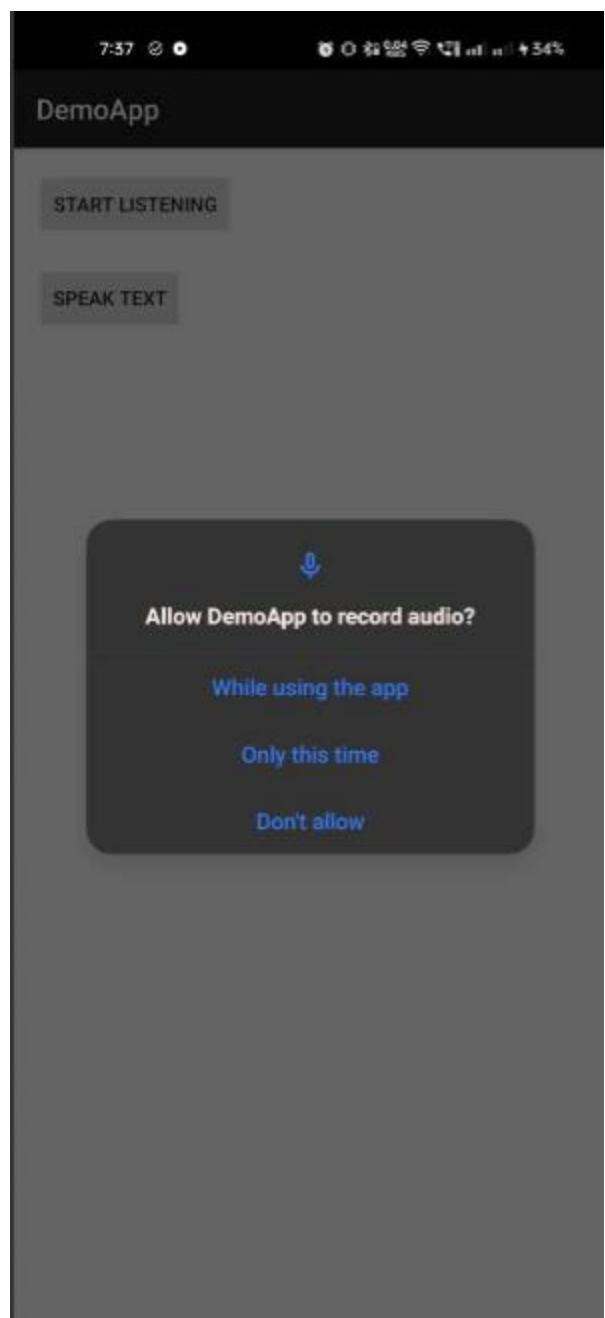 7:37
34%
DemoApp
START LISTENING
SPEAK TEXT
Allow DemoApp to record audio?
While using the app
Only this time
Don't allow